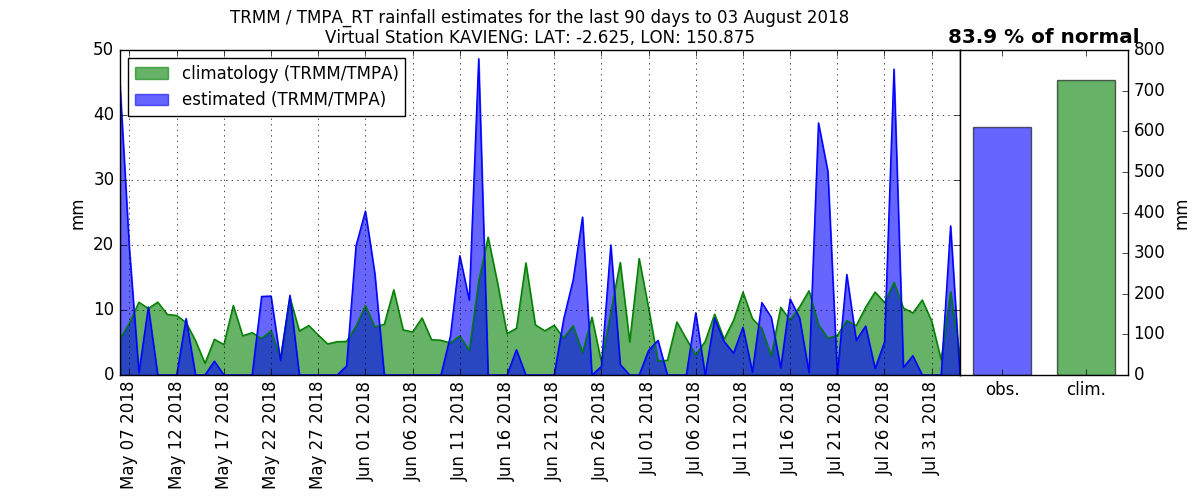 TRMM / TMPA_RT rainfall estimates for the last 90 days to 03 August 2018
Virtual Station KAVIENG: LAT: -2.625, LON: 150.875
83.9 % of normal
climatology (TRMM/TMPA)
estimated (TRMM/TMPA)
50
40
30
20
10
0
mm
800
700
600
500
400
300
200
100
0
mm
May 07 2018
May 12 2018
May 17 2018
May 22 2018
May 27 2018
Jun 01 2018
Jun 06 2018
Jun 11 2018
Jun 16 2018
Jun 21 2018
Jun 26 2018
Jul 01 2018
Jul 06 2018
Jul 11 2018
Jul 16 2018
Jul 21 2018
Jul 26 2018
Jul 31 2018
obs.
clim.